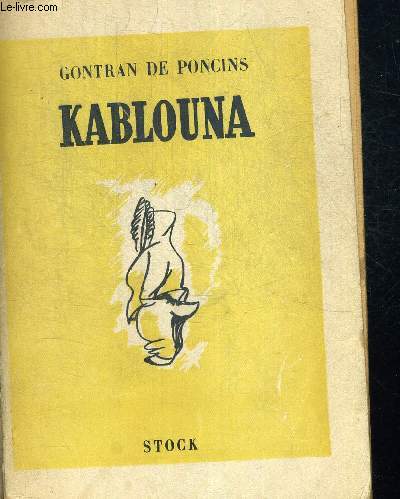 Le-Livre.com
GONTRAN DE PONCINS
KABLOUNA
STOCK